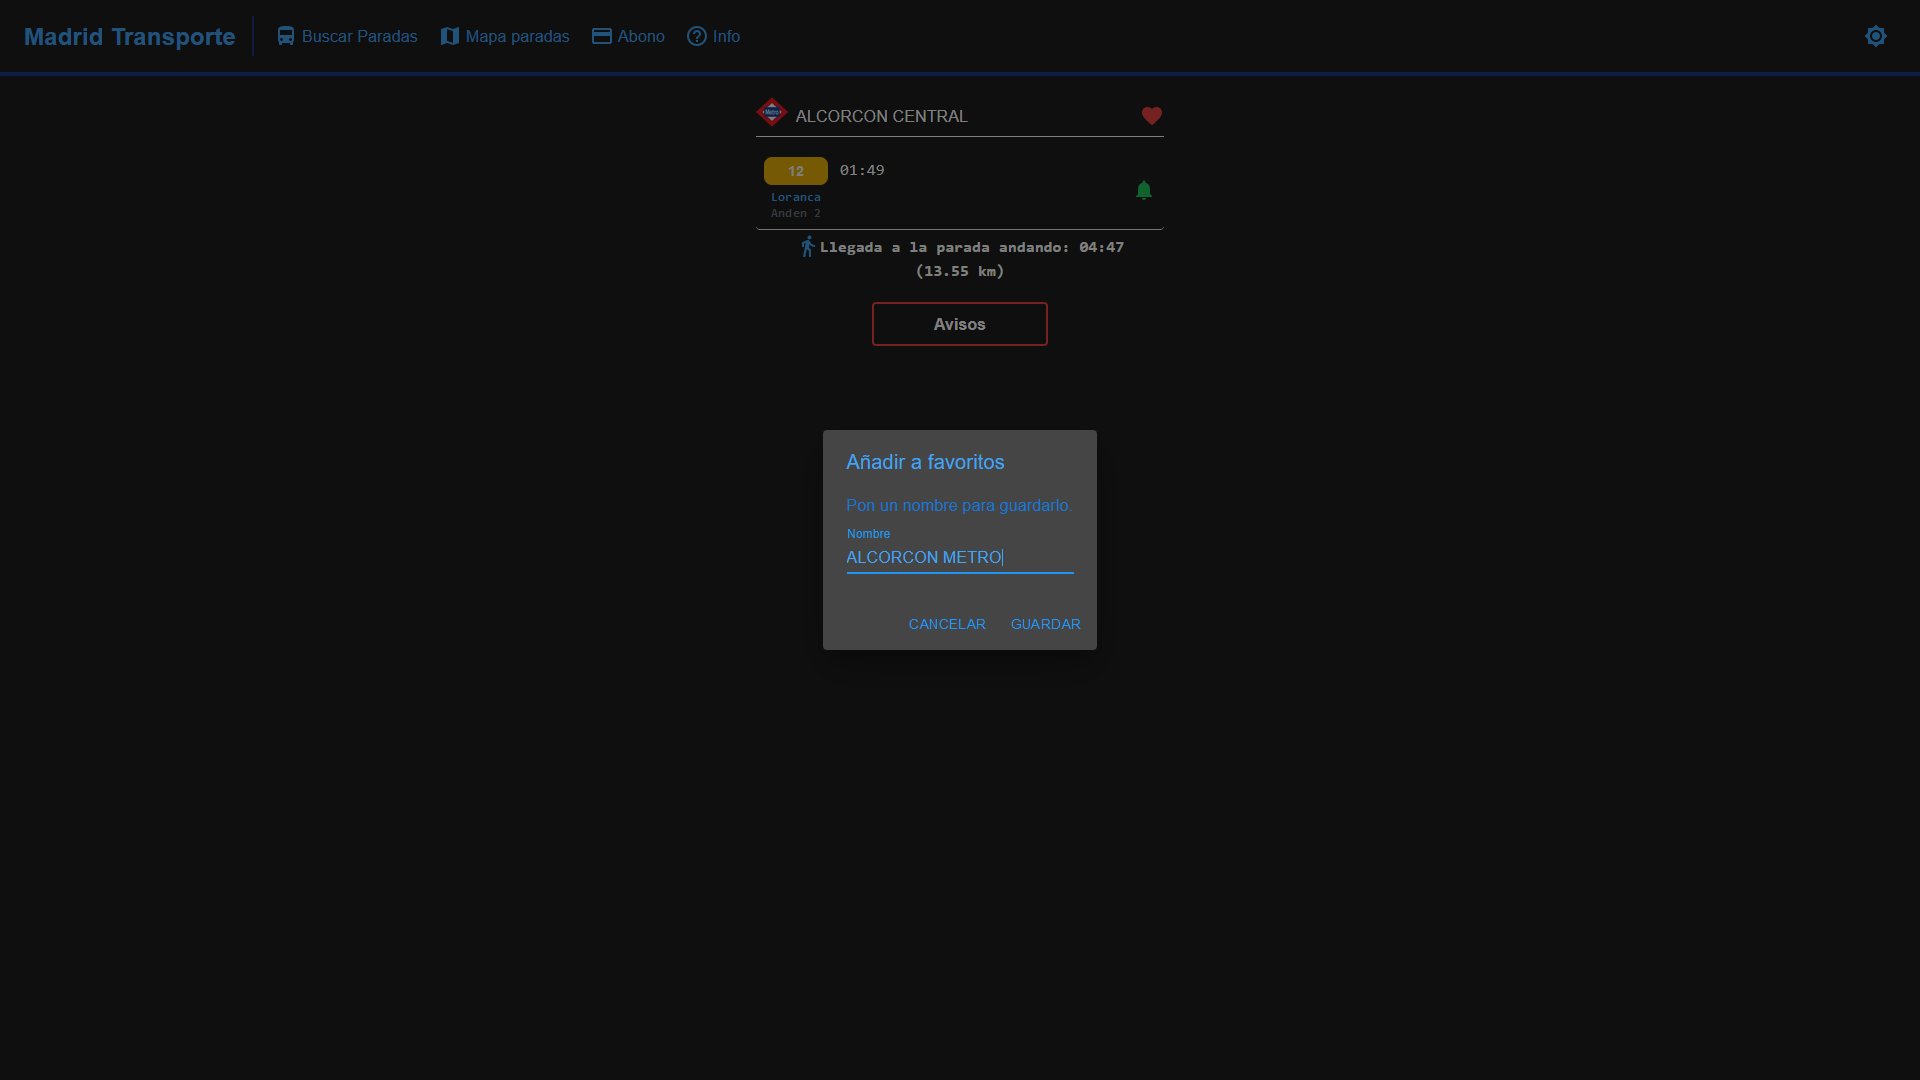 Madrid Transporte
Buscar Paradas
Mapa paradas
Abono
Info
Metro
ALCORCON CENTRAL
12 01:49
Loranca
Anden 2
Llegada a la parada andando: 04:47
(13.55 km)
Avisos
Añadir a favoritos
Pon un nombre para guardarlo.
Nombre
ALCORCON METRO
CANCELAR GUARDAR